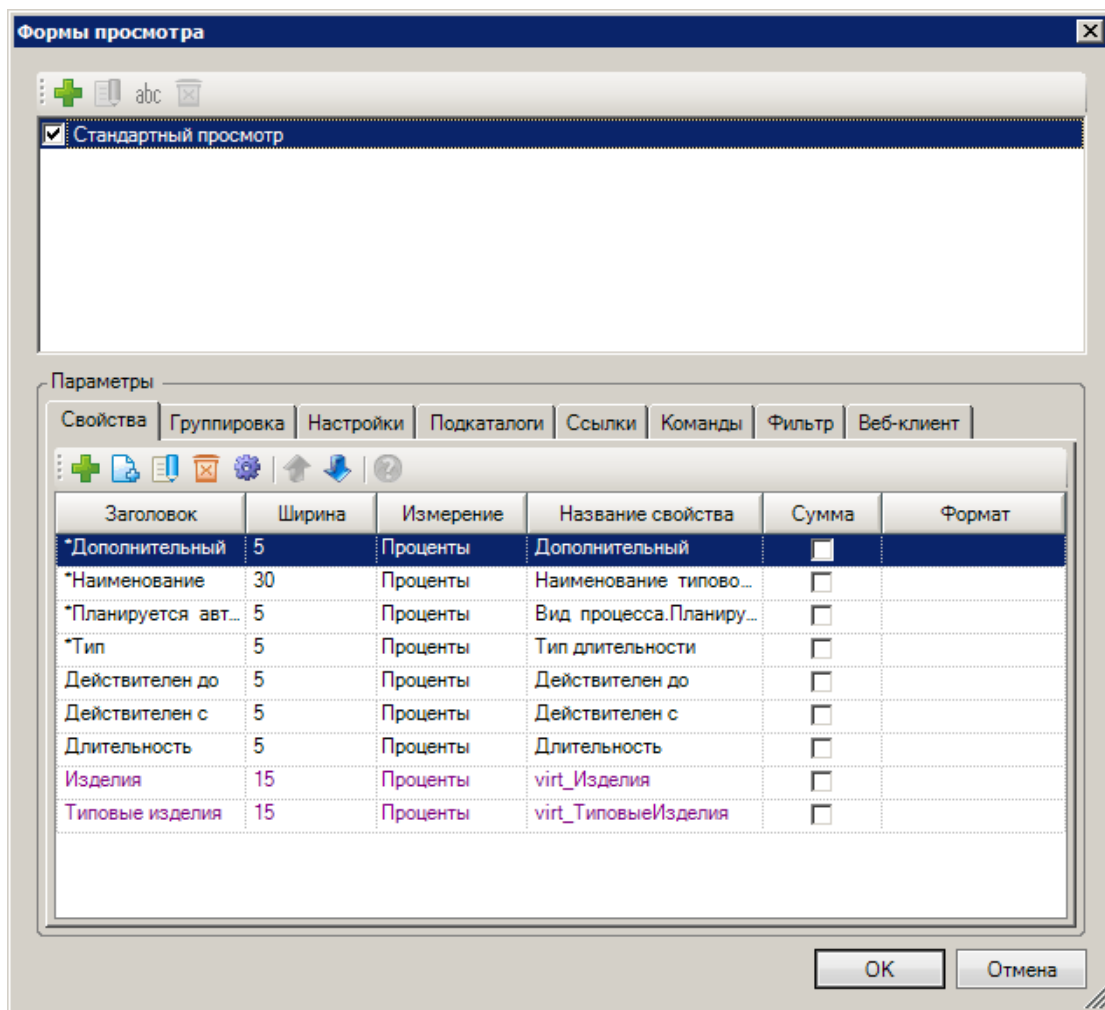 Формы просмотра
abc
Стандартный просмотр
Параметры
Свойства Группировка Настройки Подкаталоги Ссылки Команды Фильтр Веб-клиент
Заголовок Ширина Измерение Название свойства Сумма Формат
*Дополнительный 5 Проценты Дополнительный
*Наименование 30 Проценты Наименование типово...
*Планируется авт... 5 Проценты Вид процесса.Планиру...
*Тип 5 Проценты Тип длительности
Действителен до 5 Проценты Действителен до
Действителен с 5 Проценты Действителен с
Длительность 5 Проценты Длительность
Изделия 15 Проценты virt_Изделия
Типовые изделия 15 Проценты virt_ТиповыеИзделия
OK Отмена